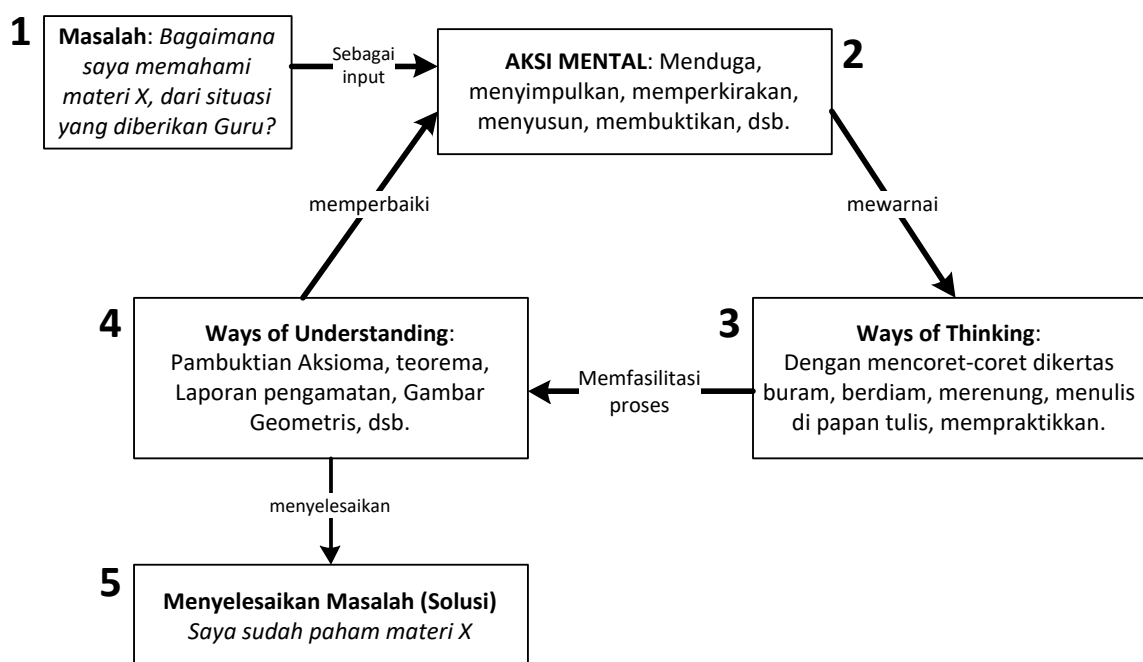 1
Masalah: Bagaimana
saya memahami
materi X, dari situasi
yang diberikan Guru?
Sebagai
input
AKSI MENTAL: Menduga,
menyimpulkan, memperkirakan,
menyusun, membuktikan, dsb.
2
memperbaiki
mewarnai
4
Ways of Understanding:
Pambuktian Aksioma, teorema,
Laporan pengamatan, Gambar
Geometris, dsb.
Memfasilitasi
proses
3
Ways of Thinking:
Dengan mencoret-coret dikertas
buram, berdiam, merenung, menulis
di papan tulis, mempraktikkan.
menyelesaikan
5
Menyelesaikan Masalah (Solusi)
Saya sudah paham materi X